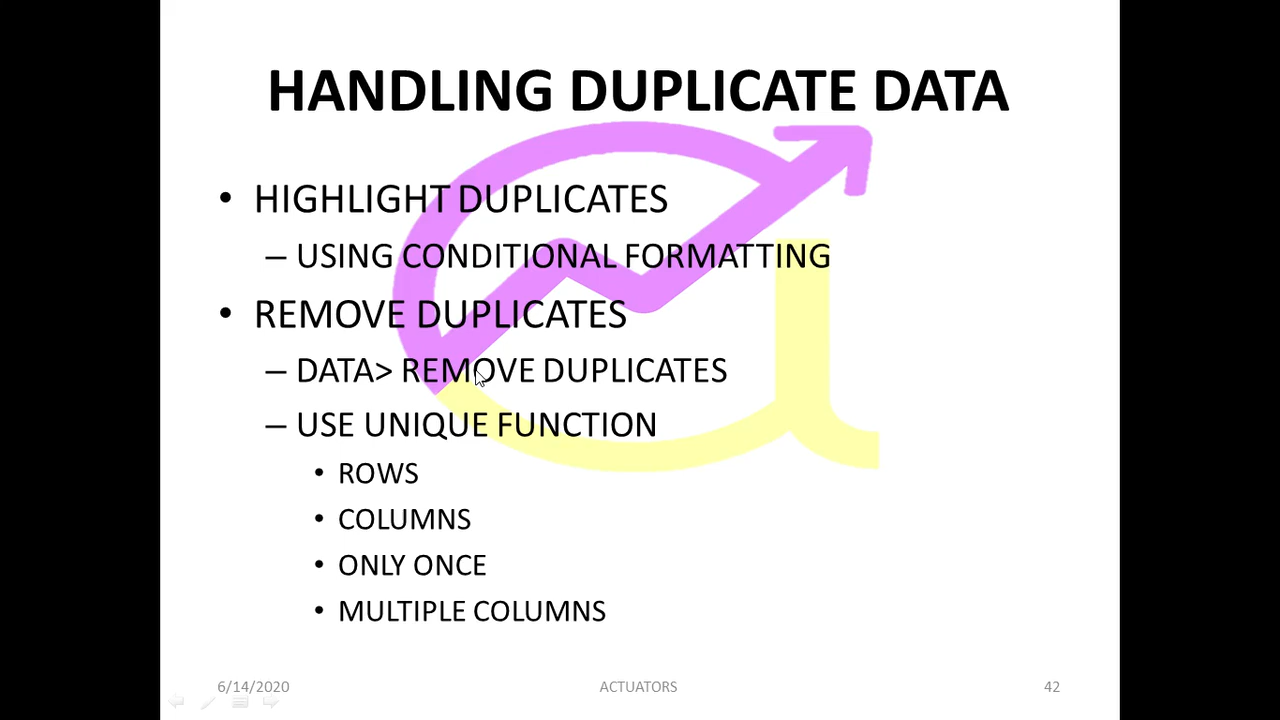 HANDLING DUPLICATE DATA
• HIGHLIGHT DUPLICATES
– USING CONDITIONAL FORMATTING
• REMOVE DUPLICATES
– DATA> REMOVE DUPLICATES
– USE UNIQUE FUNCTION
• ROWS
• COLUMNS
• ONLY ONCE
• MULTIPLE COLUMNS
6/14/2020 ACTUATORS 42